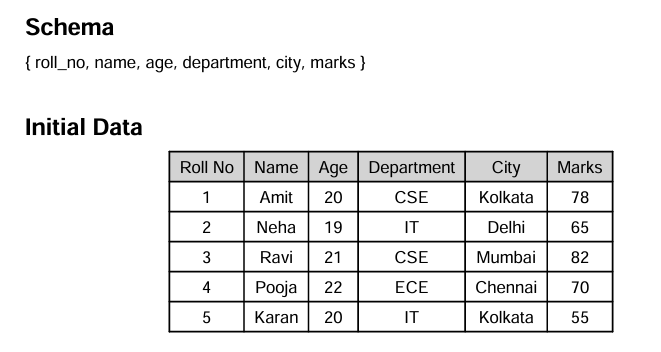 Schema
{ roll_no, name, age, department, city, marks }
Initial Data
Roll No Name Age Department City Marks
1 Amit 20 CSE Kolkata 78
2 Neha 19 IT Delhi 65
3 Ravi 21 CSE Mumbai 82
4 Pooja 22 ECE Chennai 70
5 Karan 20 IT Kolkata 55